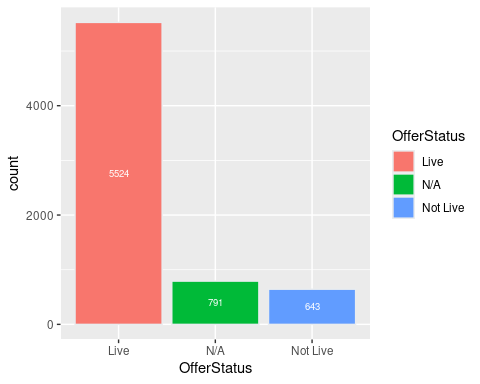 4000
2000
0
count
5524
791
643
Live
N/A
Not Live
OfferStatus
OfferStatus
Live
N/A
Not Live